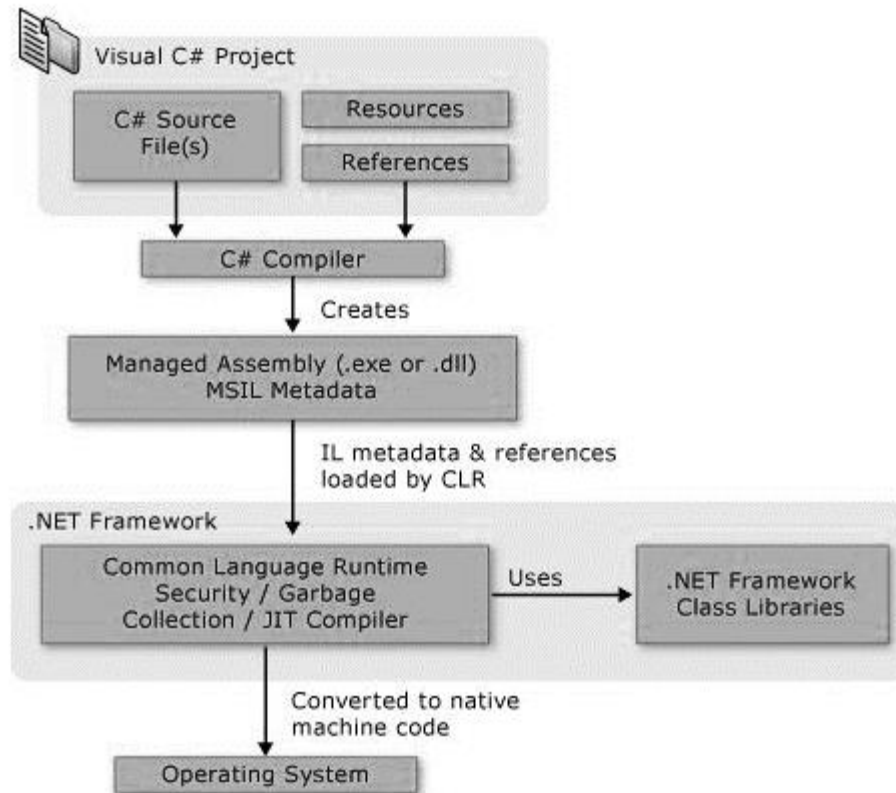 Visual C# Project
C# Source
File(s)
Resources
References
C# Compiler
Creates
Managed Assembly (.exe or .dll)
MSIL Metadata
IL metadata & references
loaded by CLR
.NET Framework
Common Language Runtime
Security / Garbage
Collection / JIT Compiler
Uses
.NET Framework
Class Libraries
Converted to native
machine code
Operating System